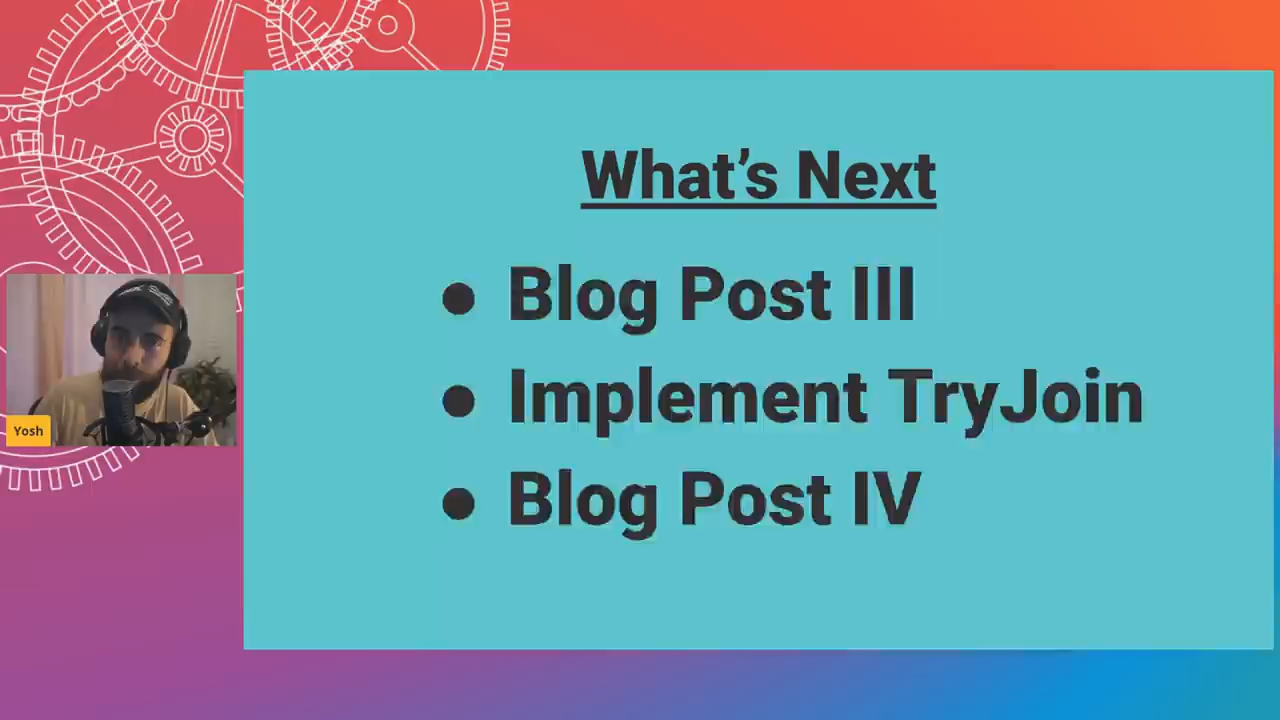 What’s Next
● Blog Post III
● Implement TryJoin
● Blog Post IV
Yosh